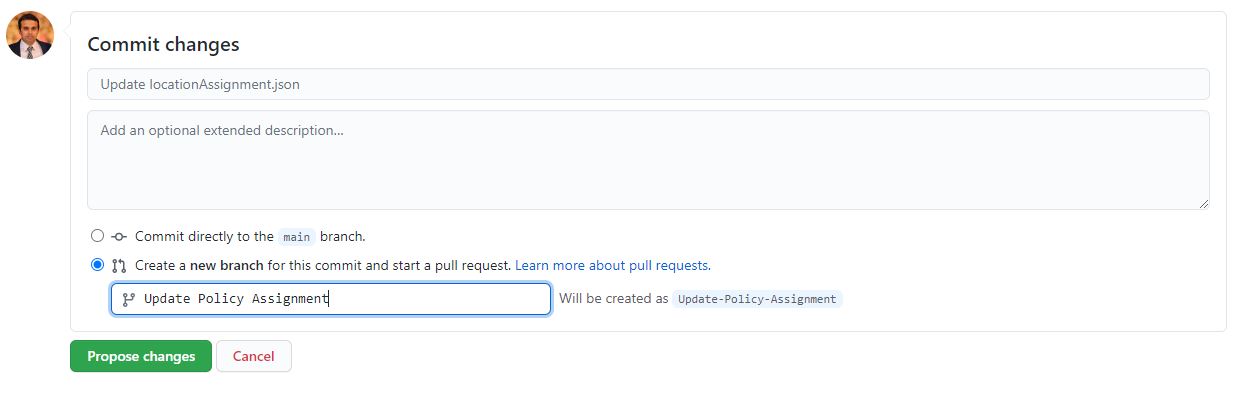 Commit changes
Update locationAssignment.json
Add an optional extended description...
Commit directly to the main branch.
Create a new branch for this commit and start a pull request. Learn more about pull requests.
Update Policy Assignment Will be created as Update-Policy-Assignment
Propose changes Cancel